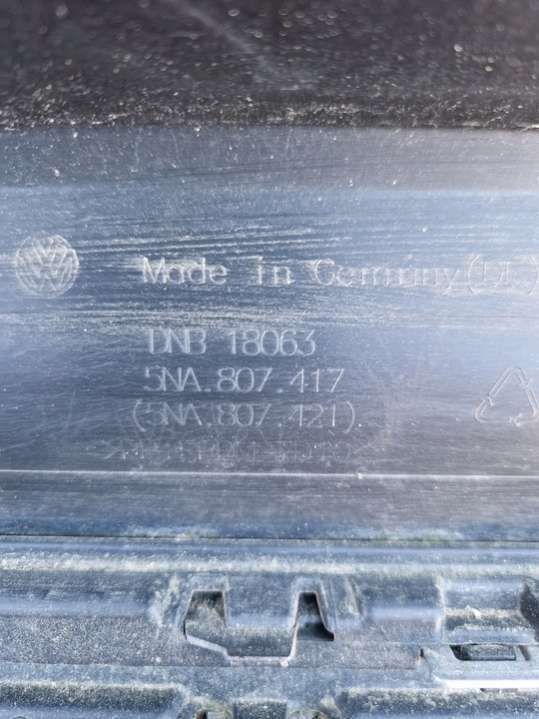 Made in Germany (DE)
DNB 18063
5NA.807.417
(5NA.807.421)